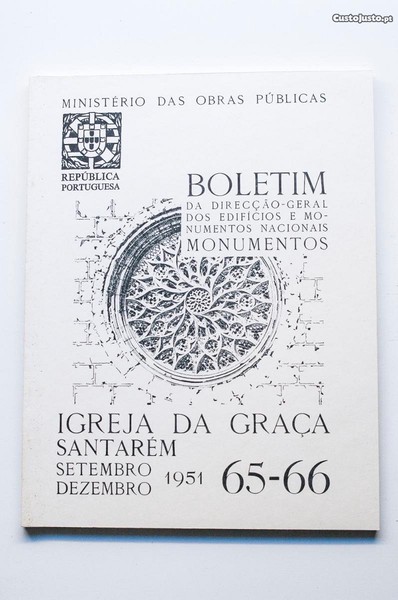 CustoJusto.pt
MINISTÉRIO DAS OBRAS PÚBLICAS
REPÚBLICA
PORTUGUESA
BOLETIM
DA DIRECÇÃO-GERAL
DOS EDIFÍCIOS E MO-
NUMENTOS NACIONAIS
MONUMENTOS
IGREJA DA GRAÇA
SANTARÉM
SETEMBRO
DEZEMBRO
1951
65-66